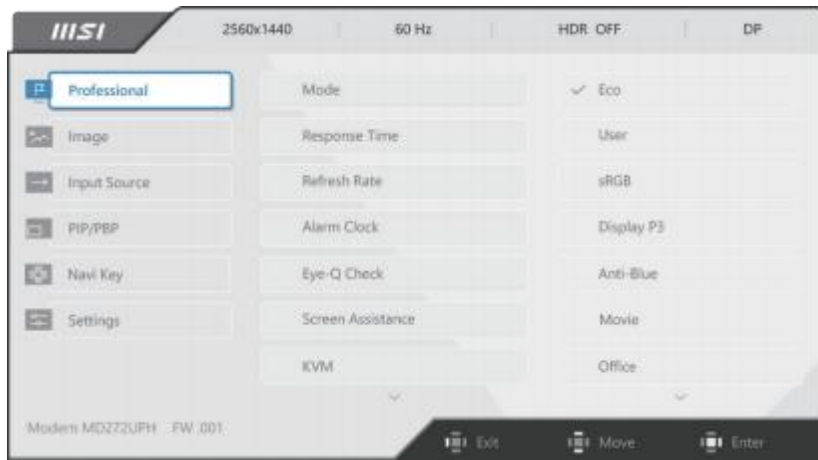 msi 2560x1440 60 Hz HDR OFF DP
Professional Mode Eco
Image Response Time User
Input Source Refresh Rate sRGB
PIP/PBP Alarm Clock Display P3
Navi Key Eye-Q Check Anti-Blue
Settings Screen Assistance Movie
KVM Office
Modern MD272UPH FW .001
Exit Move Enter